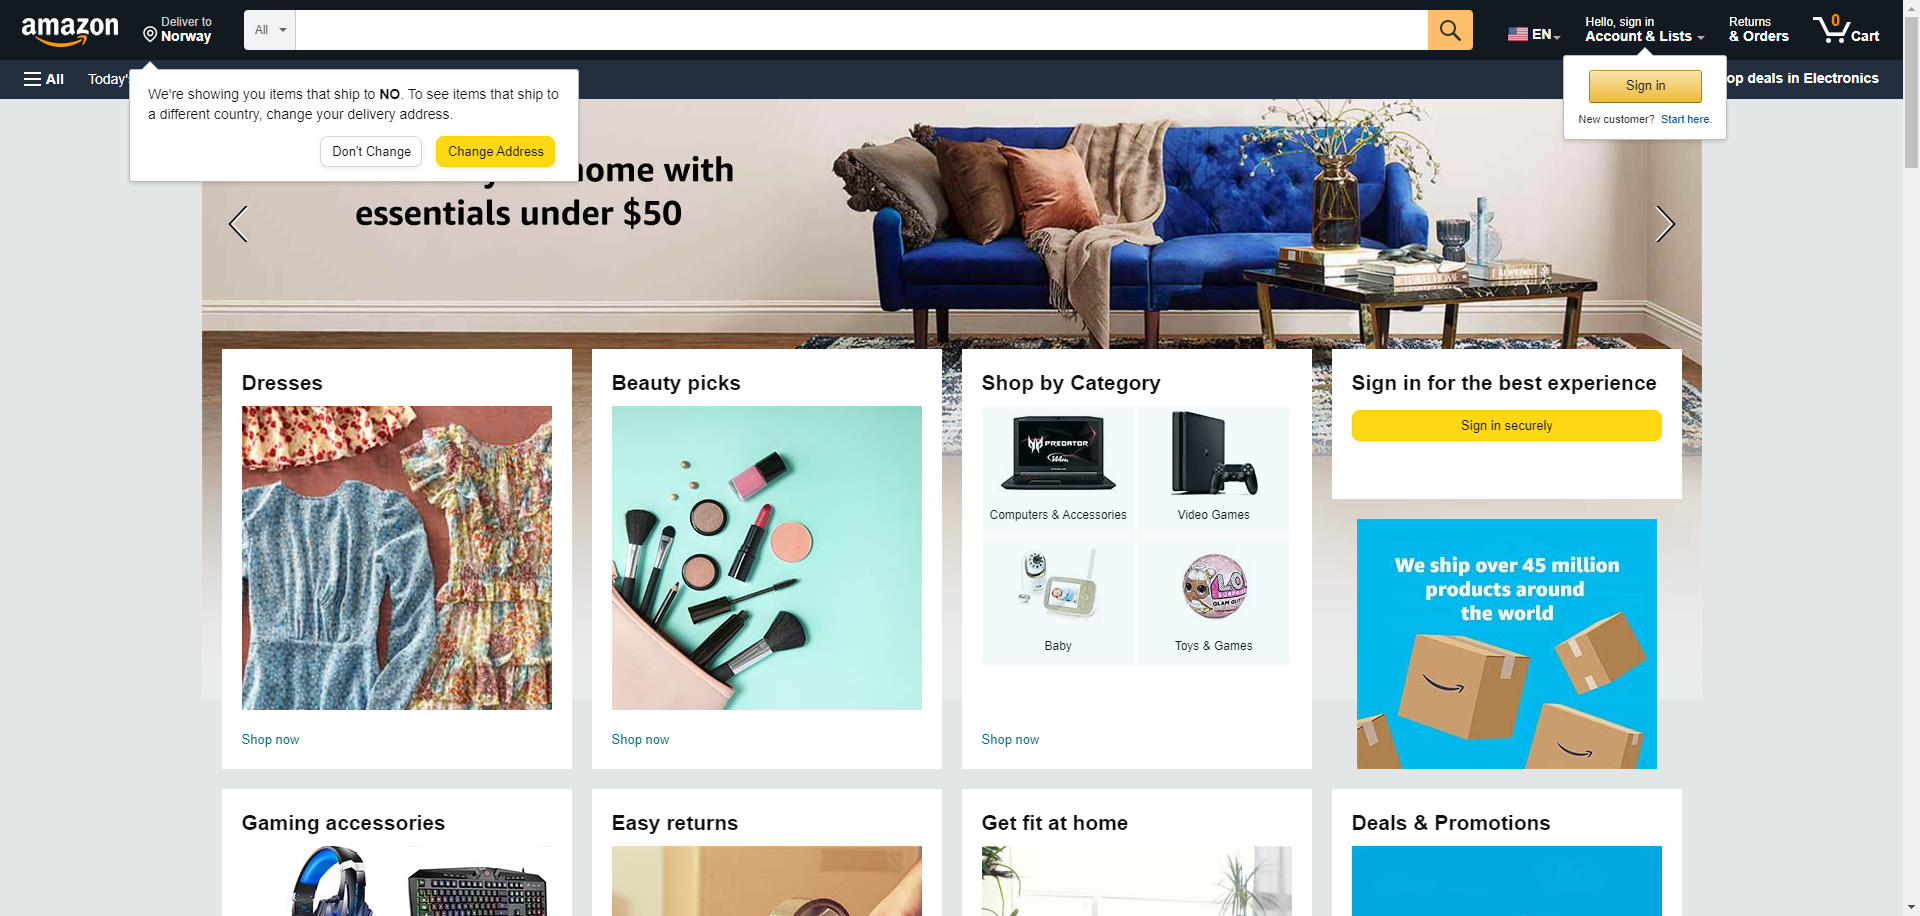 amazon
Deliver to
Norway
All
EN
Hello, sign in
Account & Lists
Returns
& Orders
0
Cart
All
Today's
op deals in Electronics
We're showing you items that ship to NO. To see items that ship to
a different country, change your delivery address.
Don't Change
Change Address
Sign in
New customer? Start here.
home with
essentials under $50
Dresses
Shop now
Beauty picks
Shop now
Shop by Category
PREDATOR
Computers & Accessories
Video Games
Baby
L.O.L
SURPRISE
GLAM GLITTER
Toys & Games
Shop now
Sign in for the best experience
Sign in securely
We ship over 45 million
products around
the world
Gaming accessories
Easy returns
Get fit at home
Deals & Promotions